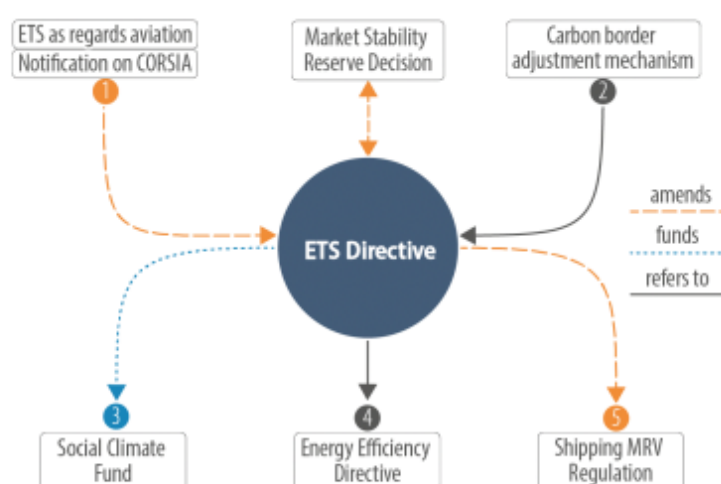 ETS as regards aviation
Notification on CORSIA
Market Stability
Reserve Decision
Carbon border
adjustment mechanism
1
2
ETS Directive
amends
funds
refers to
3
4
5
Social Climate
Fund
Energy Efficiency
Directive
Shipping MRV
Regulation